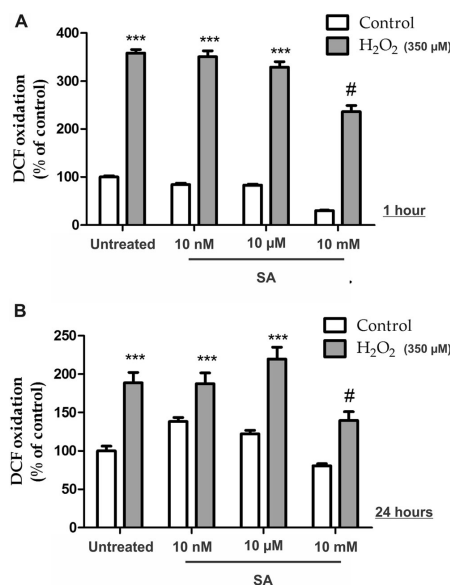 A
Control
H2O2 (350 µM)
DCF oxidation
(% of control)
400
300
200
100
0
***
***
***
#
Untreated 10 nM 10 µM 10 mM
SA
1 hour
B
Control
H2O2 (350 µM)
DCF oxidation
(% of control)
250
200
150
100
50
0
***
***
***
#
Untreated 10 nM 10 µM 10 mM
SA
24 hours